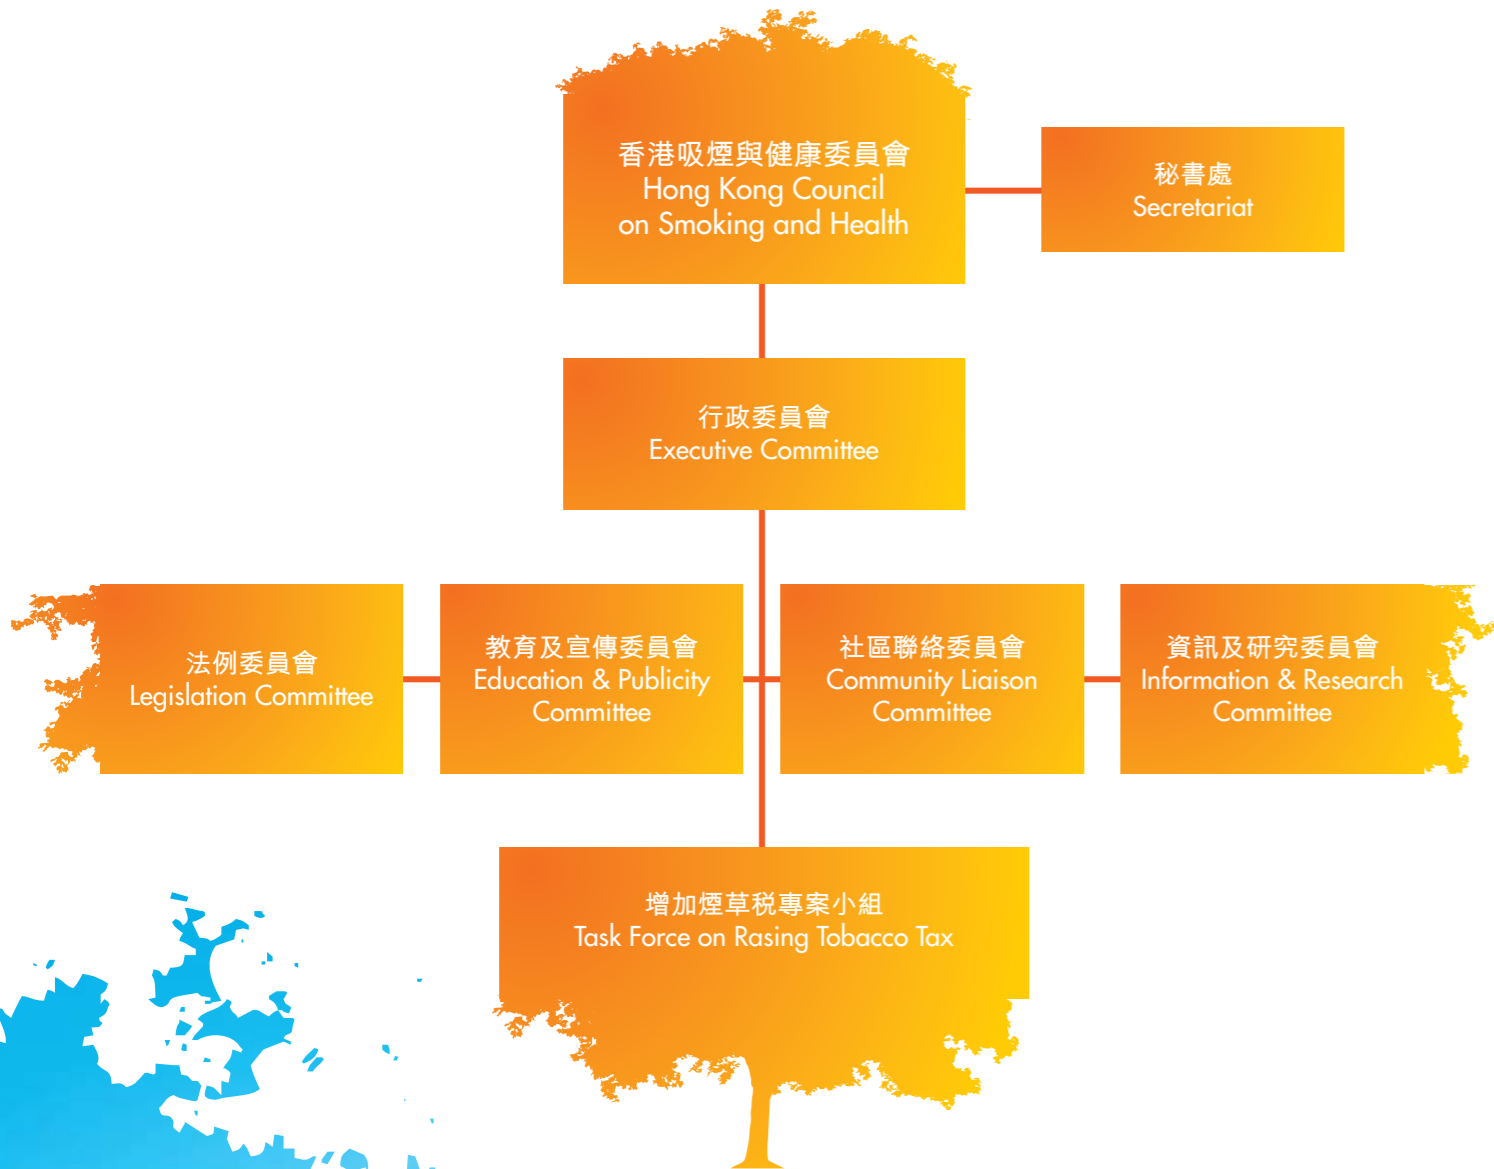 香港吸煙與健康委員會
Hong Kong Council
on Smoking and Health
秘書處
Secretariat
行政委員會
Executive Committee
法例委員會
Legislation Committee
教育及宣傳委員會
Education & Publicity
Committee
社區聯絡委員會
Community Liaison
Committee
資訊及研究委員會
Information & Research
Committee
增加煙草税專案小組
Task Force on Rasing Tobacco Tax